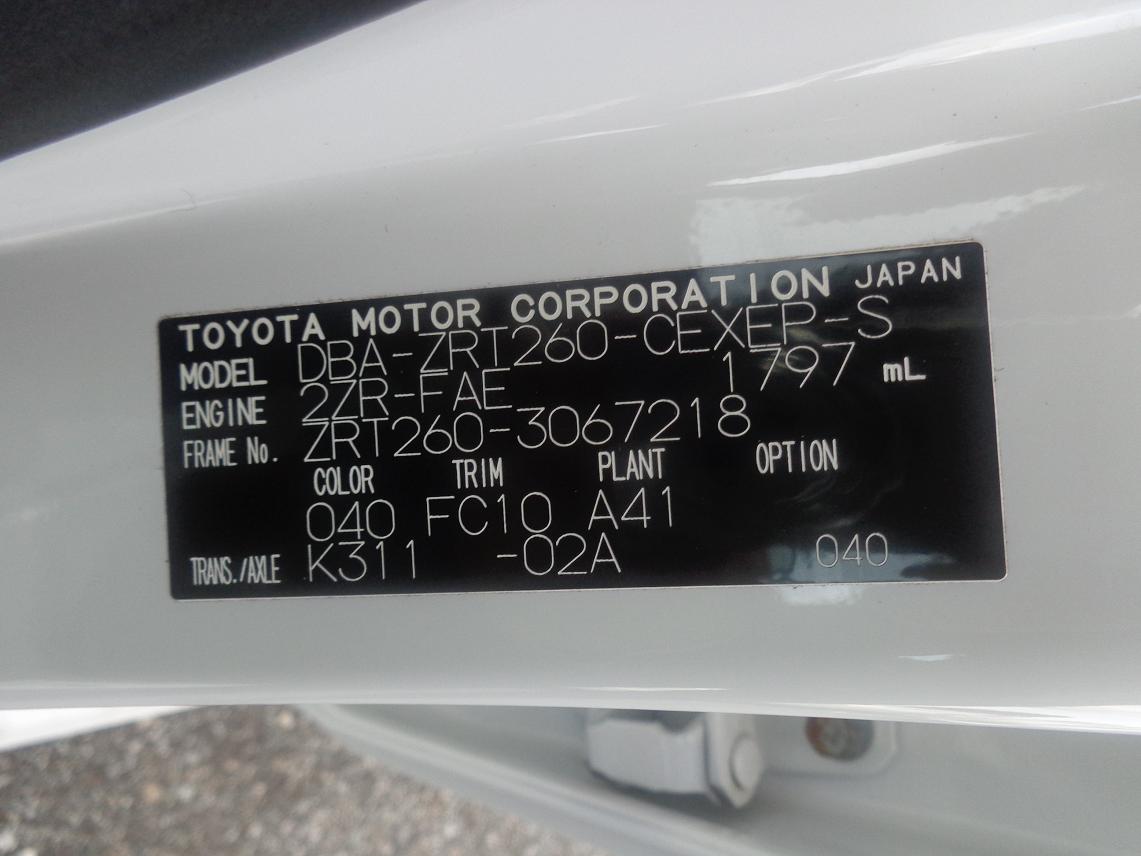 TOYOTA MOTOR CORPORATION JAPAN
MODEL DBA-ZRT260-CEXEP-S
ENGINE 2ZR-FAE 1797 mL
FRAME No. ZRT260-3067218
COLOR TRIM PLANT OPTION
040 FC10 A41
TRANS./AXLE K311 -02A 040